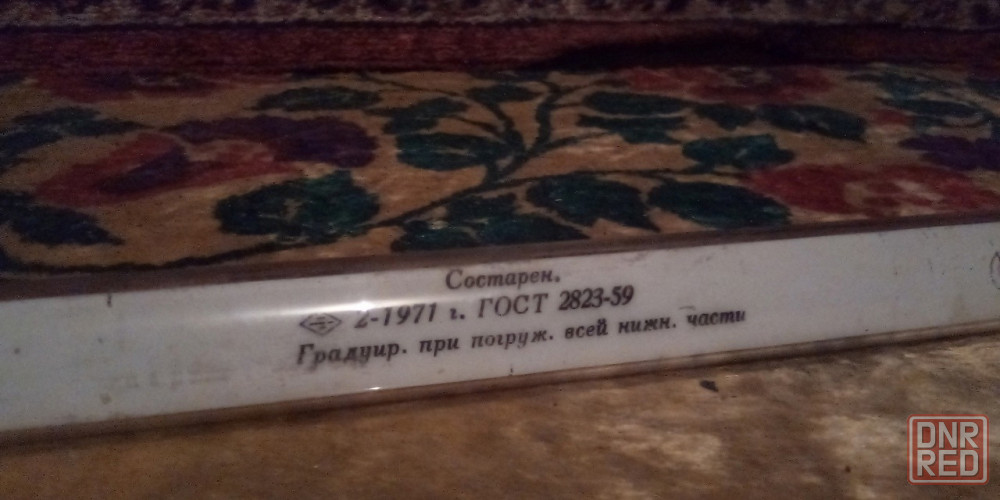 Состарен.
2-1971 г. ГОСТ 2823-59
Градуир. при погруж. всей нижн. части
DNR
RED